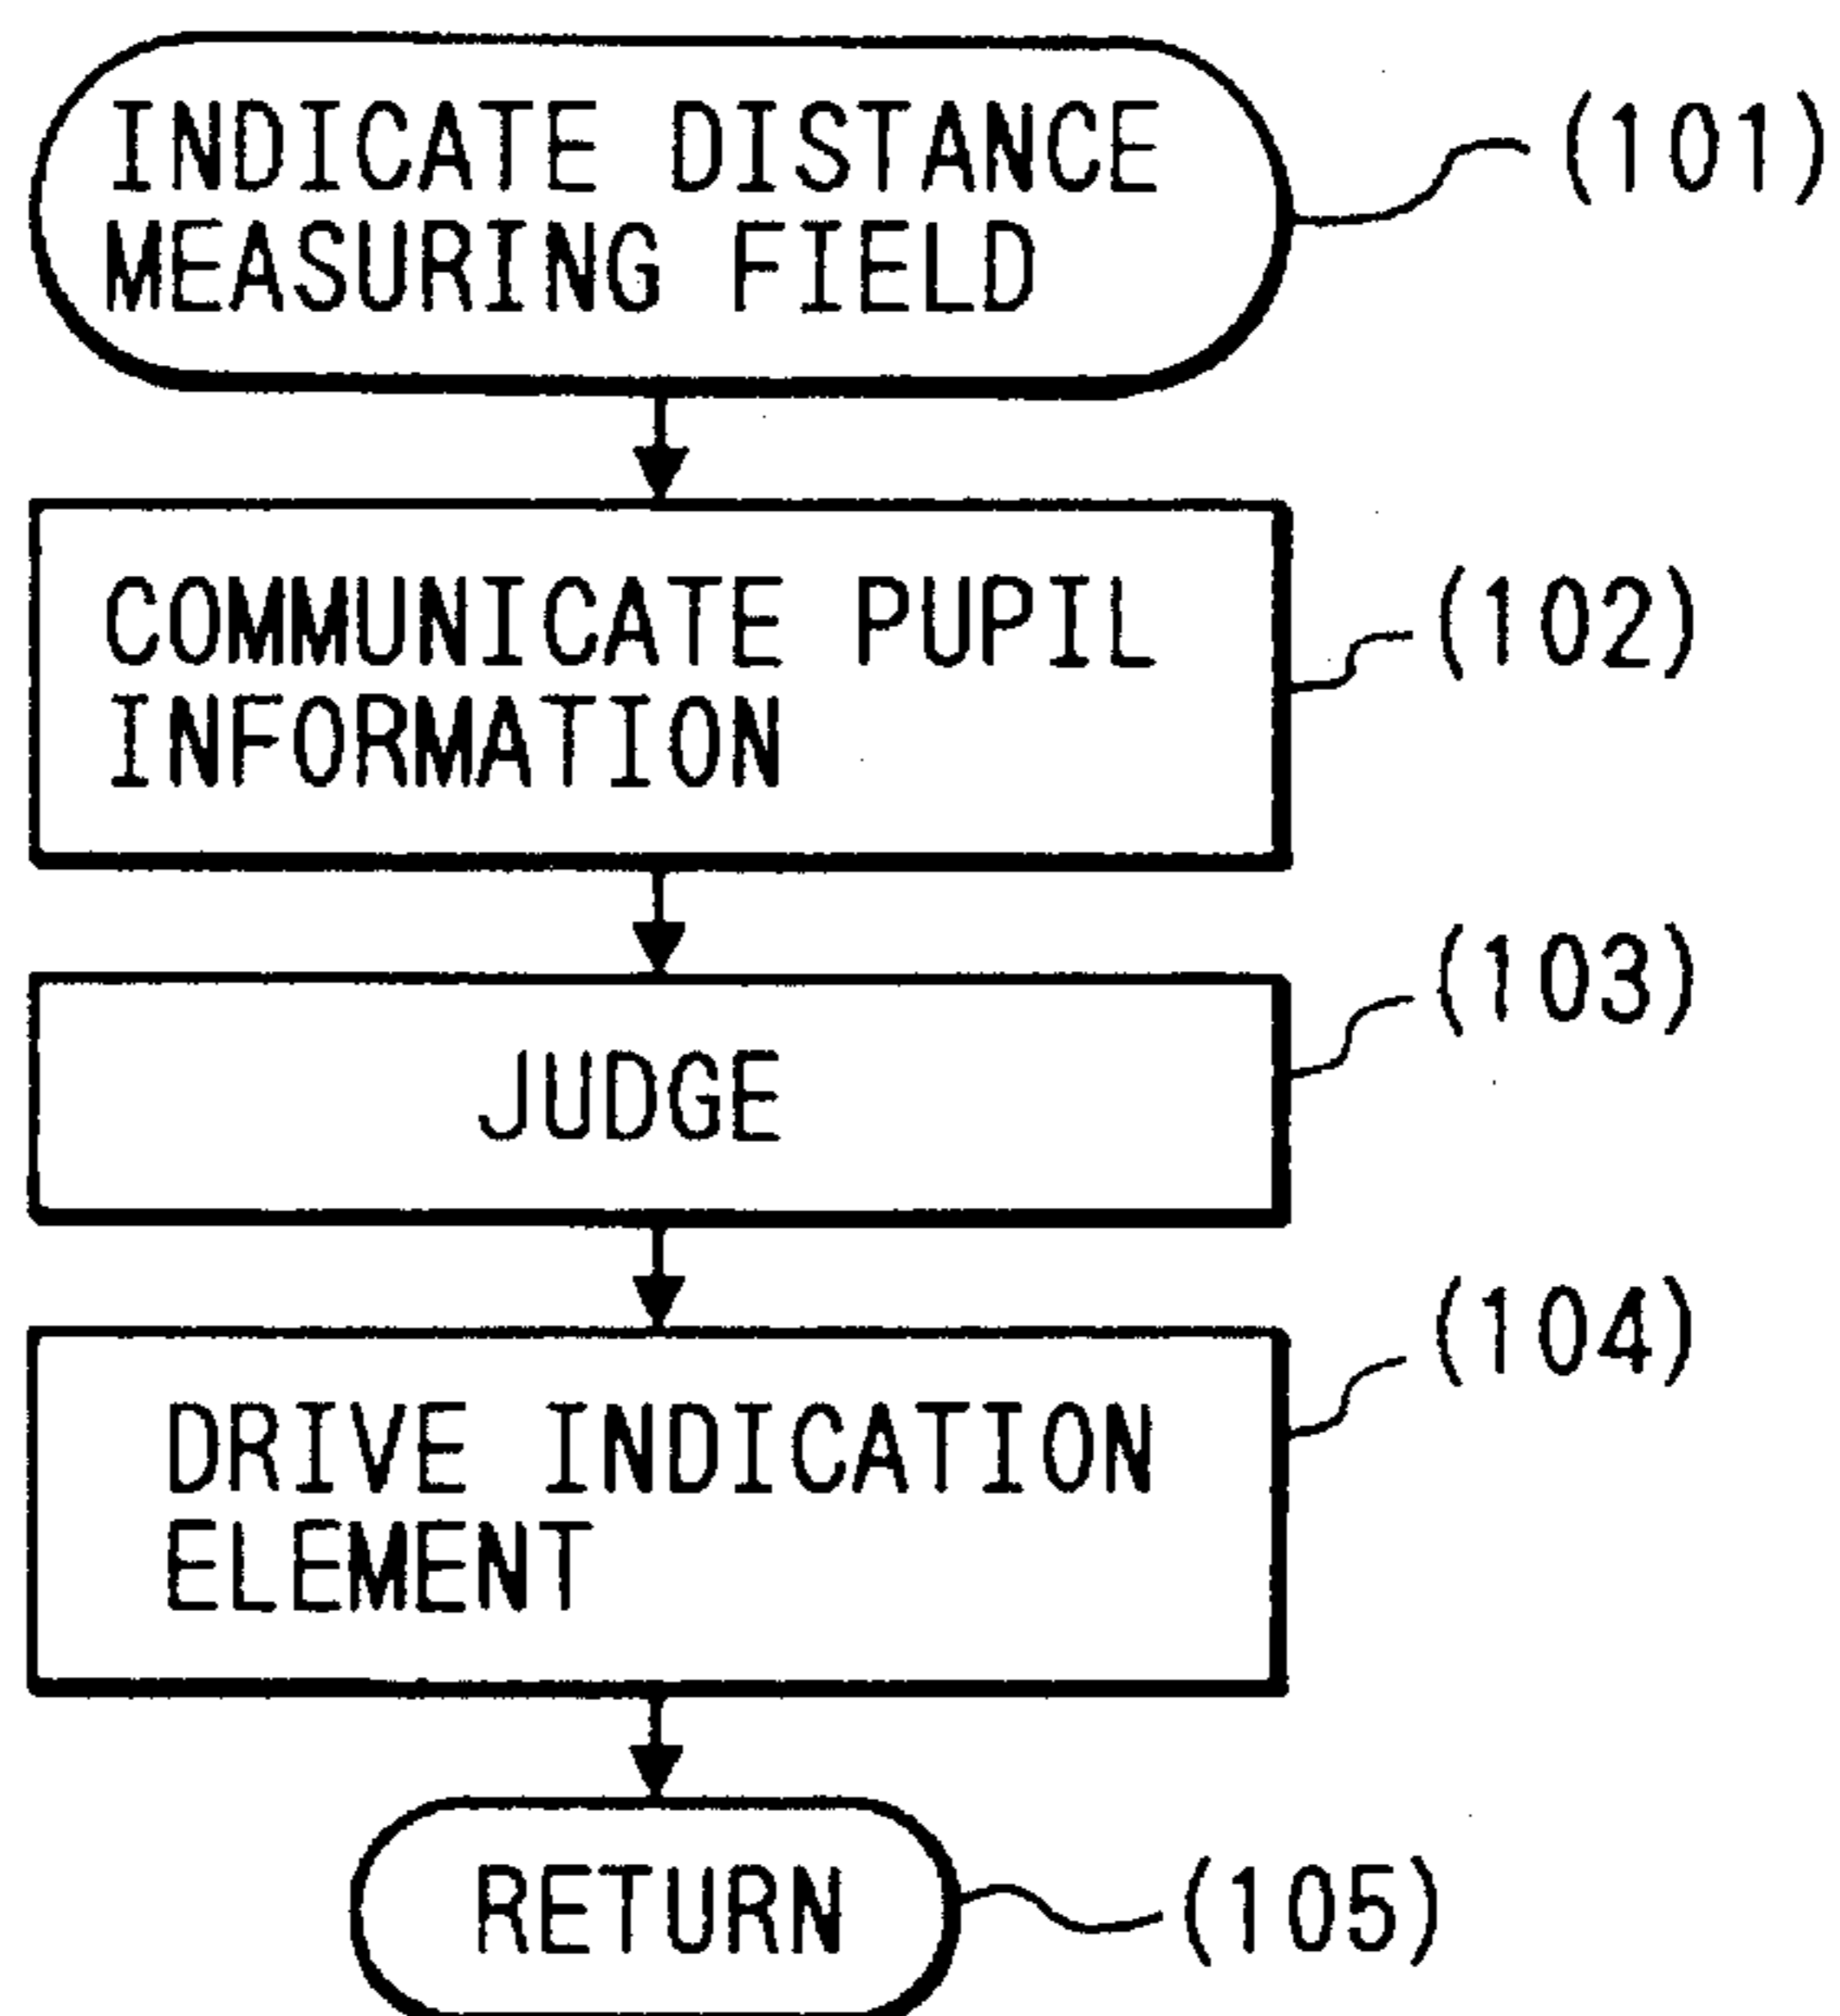 INDICATE DISTANCE
MEASURING FIELD
(101)
COMMUNICATE PUPIL
INFORMATION
(102)
JUDGE
(103)
DRIVE INDICATION
ELEMENT
(104)
RETURN
(105)